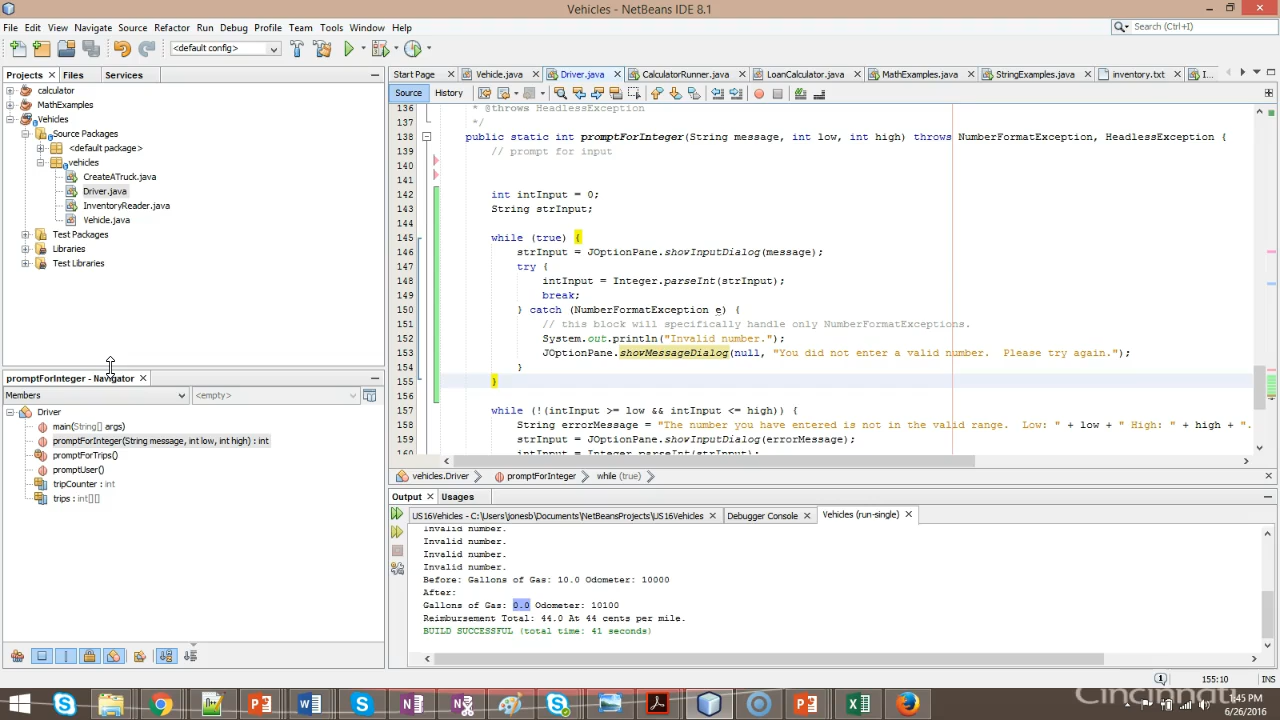 Vehicles - NetBeans IDE 8.1
File Edit View Navigate Source Refactor Run Debug Profile Team Tools Window Help
Search (Ctrl+I)
<default config>
Projects Files Services
Start Page Vehicle.java Driver.java CalculatorRunner.java LoanCalculator.java MathExamples.java StringExamples.java inventory.txt I...
Source History
calculator
MathExamples
Vehicles
Source Packages
<default package>
vehicles
CreateATruck.java
Driver.java
InventoryReader.java
Vehicle.java
Test Packages
Libraries
Test Libraries
136 * @throws HeadlessException
137 */
138 public static int promptForInteger(String message, int low, int high) throws NumberFormatException, HeadlessException {
139 // prompt for input
140
141
142 int intInput = 0;
143 String strInput;
144
145 while (true) {
146 strInput = JOptionPane.showInputDialog(message);
147 try {
148 intInput = Integer.parseInt(strInput);
149 break;
150 } catch (NumberFormatException e) {
151 // this block will specifically handle only NumberFormatExceptions.
152 System.out.println("Invalid number.");
153 JOptionPane.showMessageDialog(null, "You did not enter a valid number.  Please try again.");
154 }
155 }
156
157 while (!(intInput >= low && intInput <= high)) {
158 String errorMessage = "The number you have entered is not in the valid range.  Low: " + low + " High: " + high + ".
159 strInput = JOptionPane.showInputDialog(errorMessage);
160 intInput = Integer.parseInt(strInput);
promptForInteger - Navigator
Members <empty>
Driver
main(String[] args)
promptForInteger(String message, int low, int high) : int
promptForTrips()
promptUser()
tripCounter : int
trips : int[][]
vehicles.Driver promptForInteger while (true)
Output Usages
US16Vehicles - C:\Users\jonesb\Documents\NetBeansProjects\US16Vehicles Debugger Console Vehicles (run-single)
Invalid number.
Invalid number.
Invalid number.
Invalid number.
Before: Gallons of Gas: 10.0 Odometer: 10000
After:
Gallons of Gas: 0.0 Odometer: 10100
Reimbursement Total: 44.0 At 44 cents per mile.
BUILD SUCCESSFUL (total time: 41 seconds)
155:10 INS
Cincinnati
1:45 PM
6/26/2016